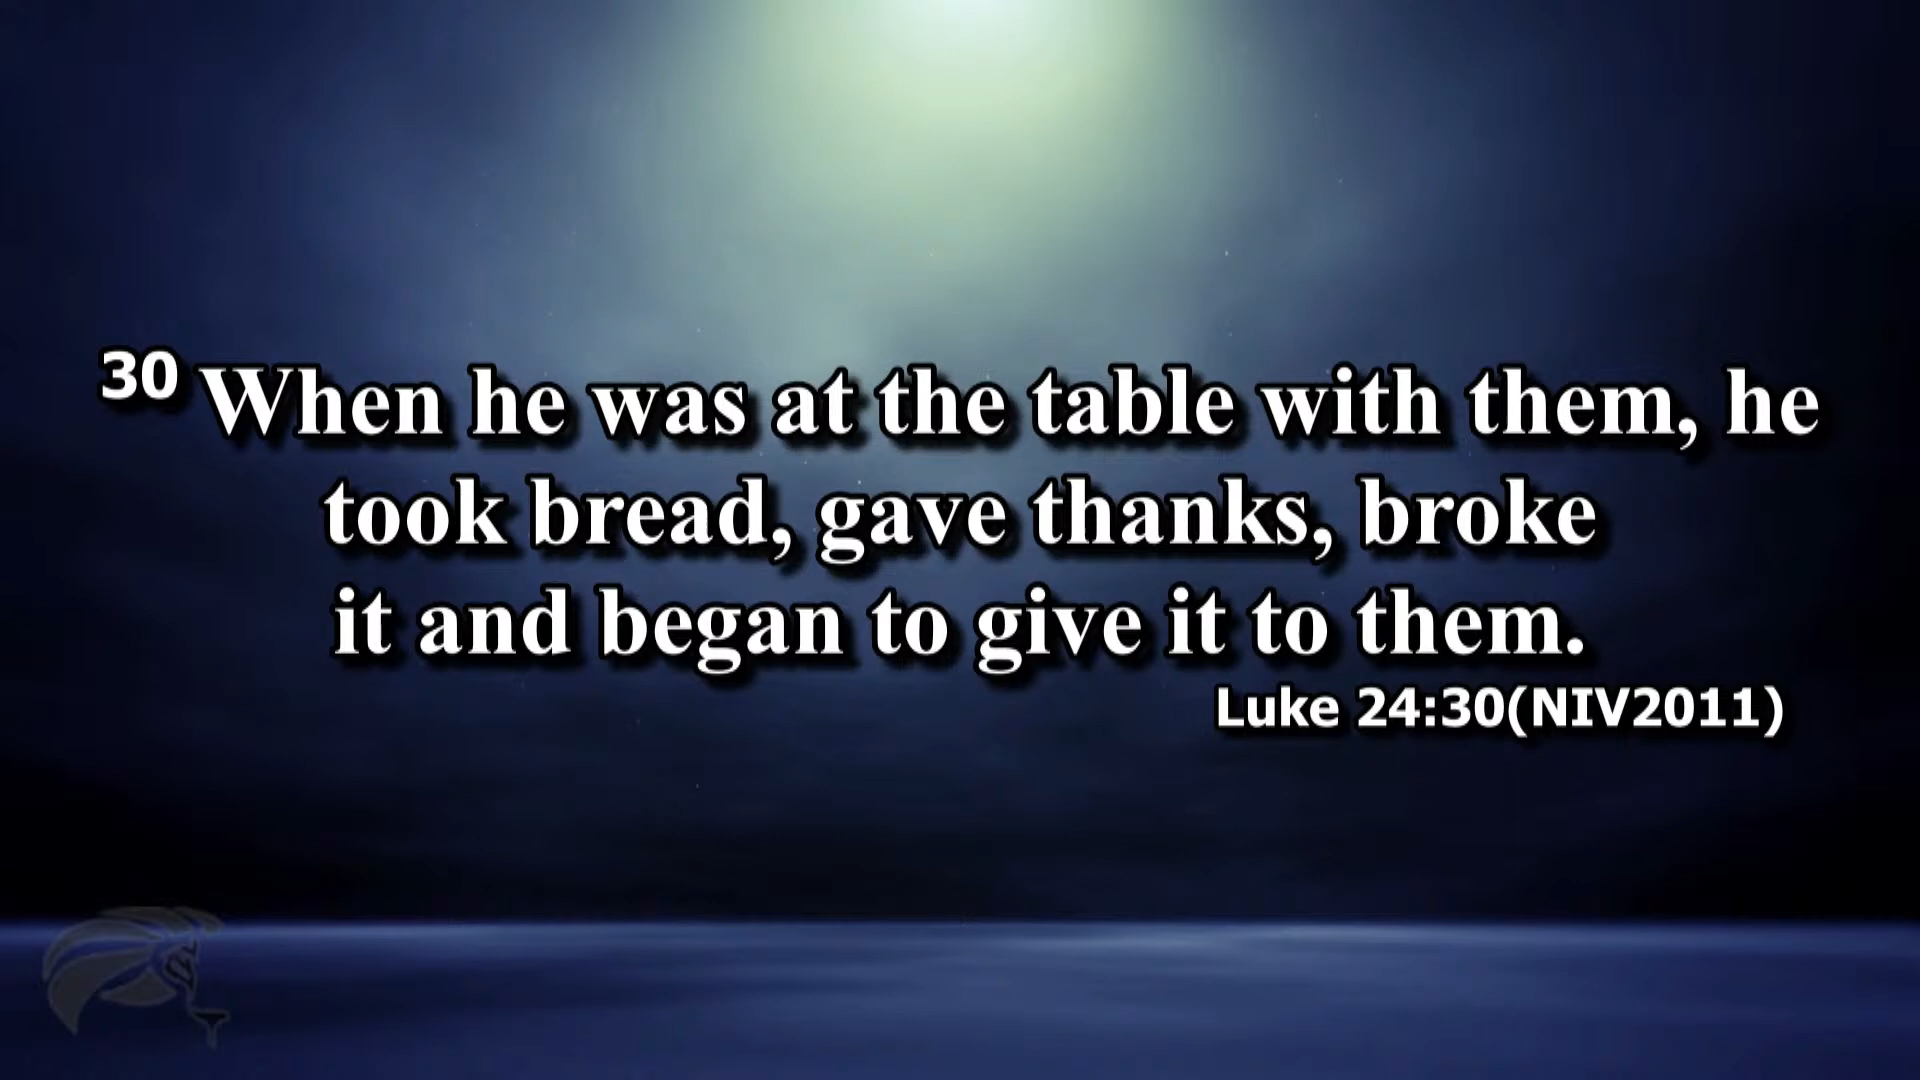 30 When he was at the table with them, he
took bread, gave thanks, broke
it and began to give it to them.
Luke 24:30(NIV2011)